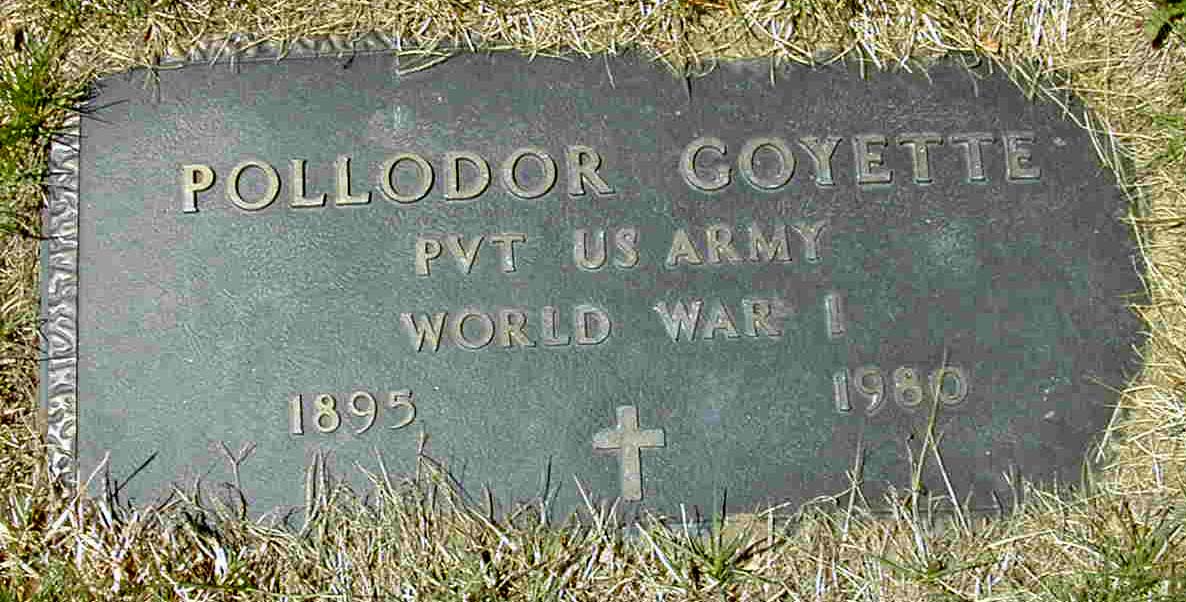 POLLODOR GOYETTE
PVT US ARMY
WORLD WAR I
1895 1980